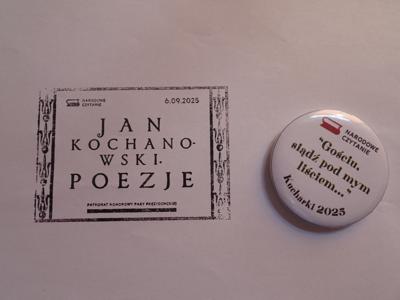 NARODOWE
CZYTANIE
6.09.2025
JAN
KOCHANO-
WSKI.
POEZJE
PATRONAT HONOROWY PARY PREZYDENCKIEJ
NARODOWE
CZYTANIE
"Gościu,
siądź pod mym
liściem..."
Kucharki 2025